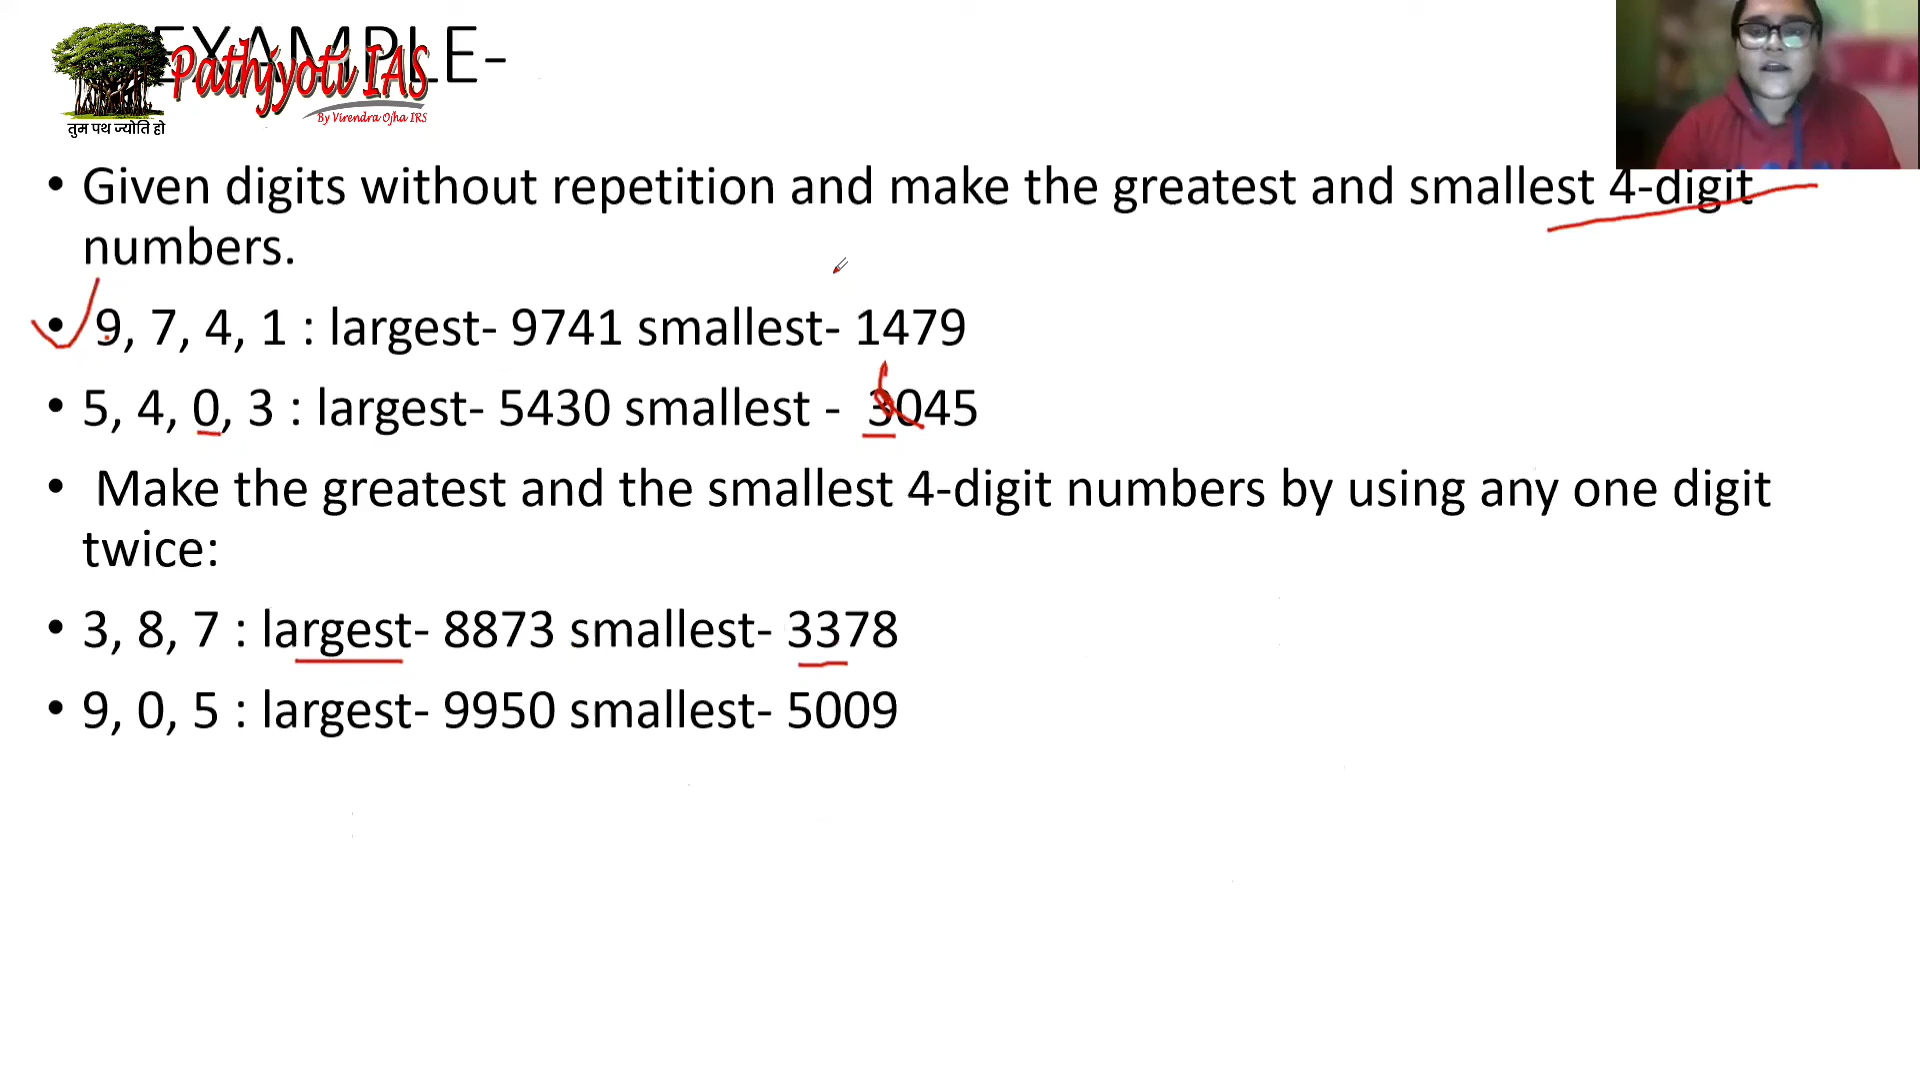 EXAMPLE-
Pathjyoti IAS
By Virendra Ojha IRS
तुम पथ ज्योति हो
• Given digits without repetition and make the greatest and smallest 4-digit
numbers.
• 9, 7, 4, 1 : largest- 9741 smallest- 1479
• 5, 4, 0, 3 : largest- 5430 smallest - 3045
• Make the greatest and the smallest 4-digit numbers by using any one digit
twice:
• 3, 8, 7 : largest- 8873 smallest- 3378
• 9, 0, 5 : largest- 9950 smallest- 5009